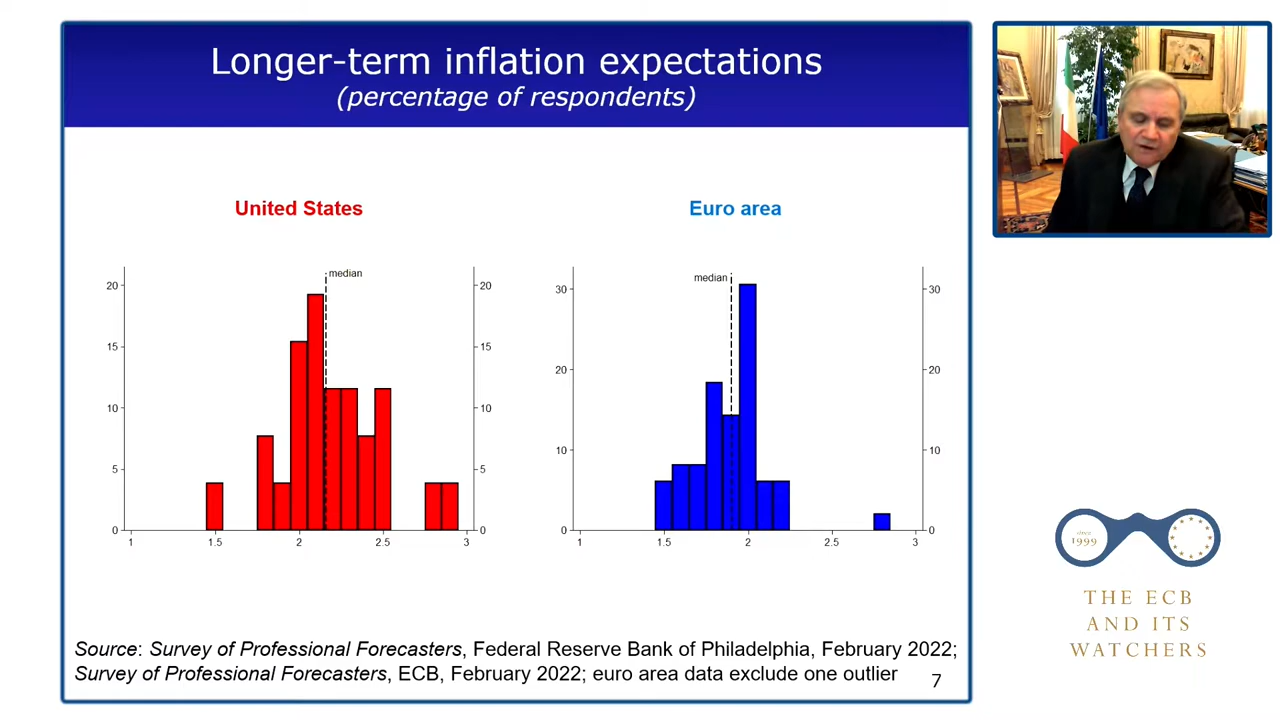 Longer-term inflation expectations
(percentage of respondents)
United States
Euro area
median
20
15
10
5
0
20
15
10
5
0
1
1.5
2
2.5
3
median
30
20
10
0
30
20
10
0
1
1.5
2
2.5
3
Source: Survey of Professional Forecasters, Federal Reserve Bank of Philadelphia, February 2022;
Survey of Professional Forecasters, ECB, February 2022; euro area data exclude one outlier
7
since
1999
THE ECB
AND ITS
WATCHERS